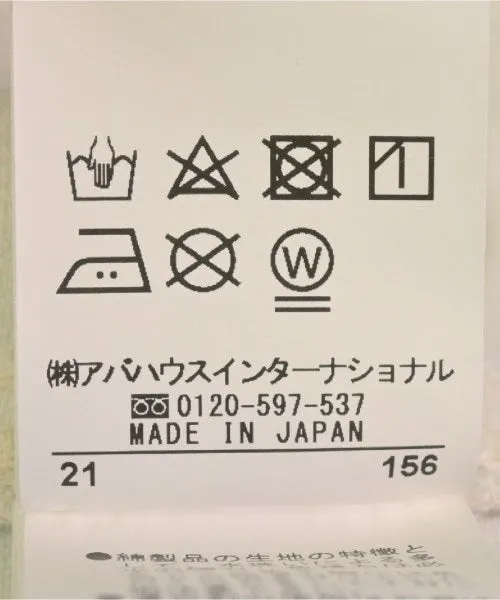 W
㈱アバハウスインターナショナル
0120-597-537
MADE IN JAPAN
21 156
●綿製品の生地の特徴と